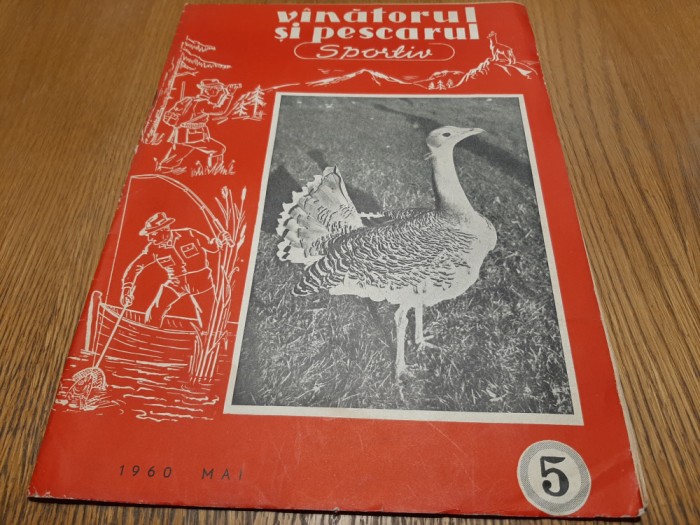 vînătorul
și pescarul
Sportiv
1960 MAI
5